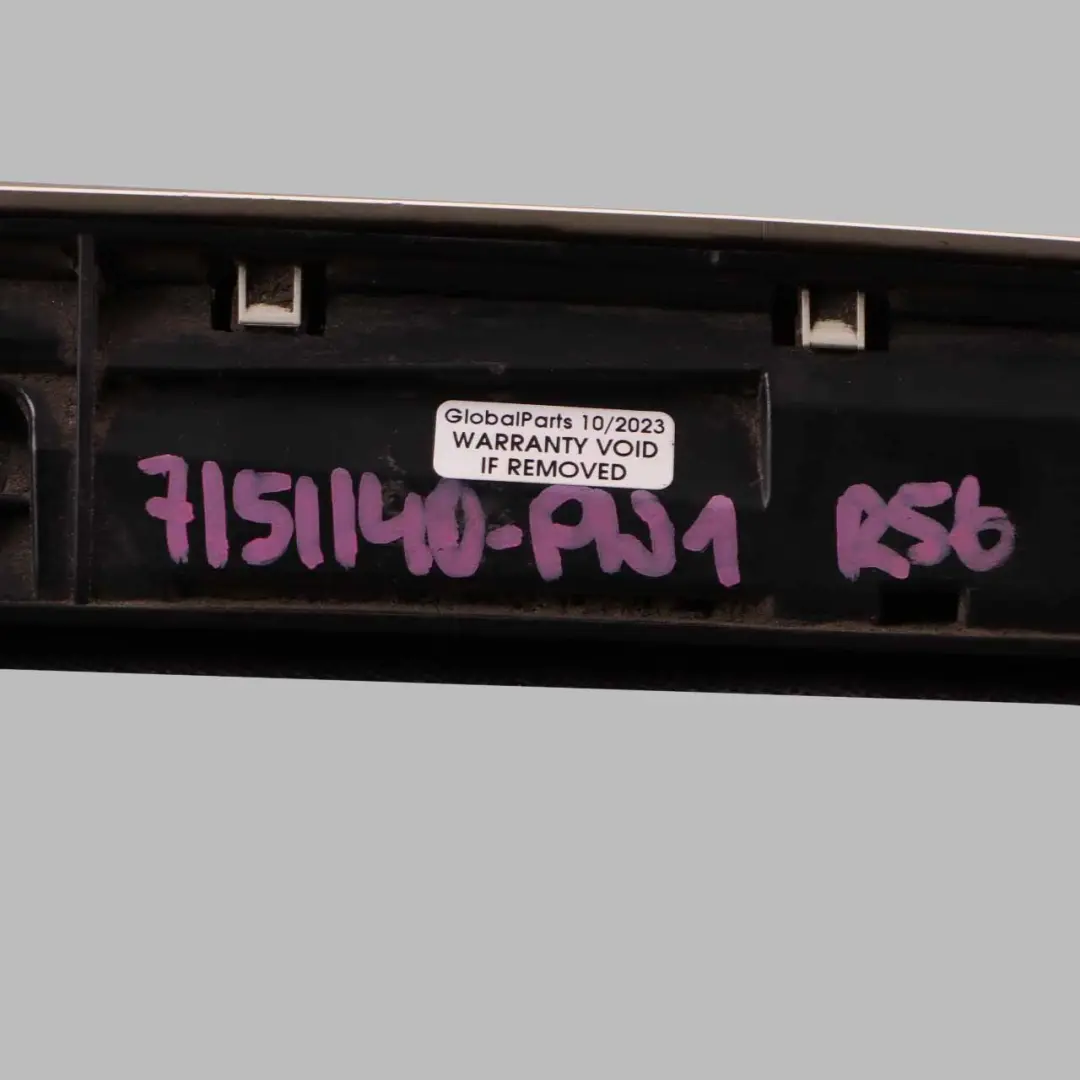 GlobalParts 10/2023
WARRANTY VOID
IF REMOVED
7151140-PW1 R56